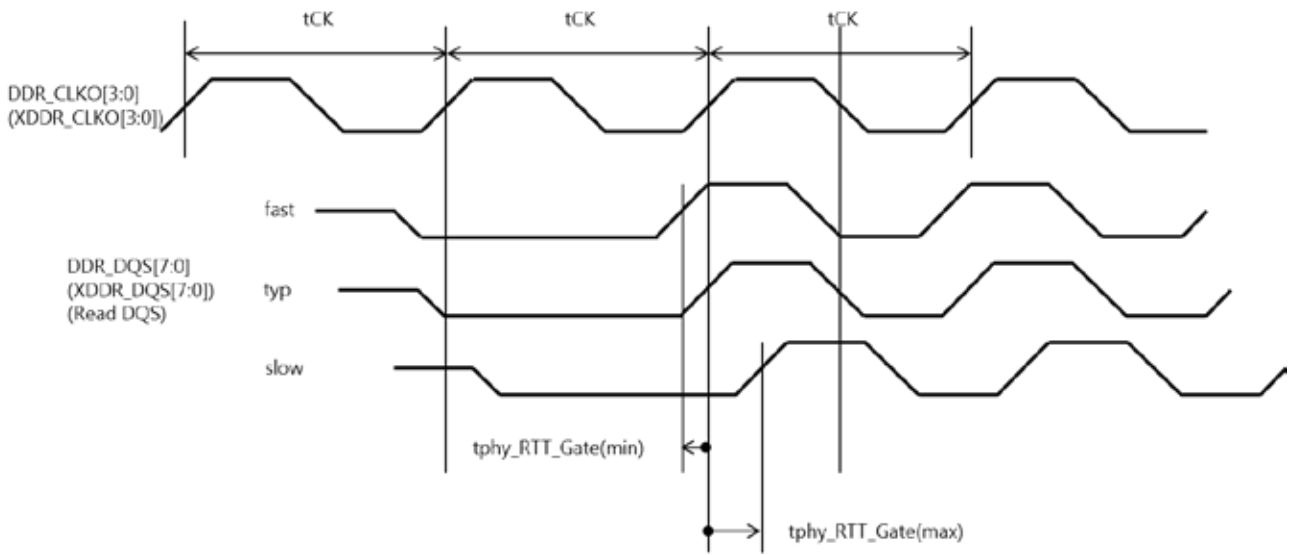 tCK
tCK
tCK
DDR_CLKO[3:0]
(XDDR_CLKO[3:0])
fast
DDR_DQS[7:0]
(XDDR_DQS[7:0])
(Read DQS)
typ
slow
tphy_RTT_Gate(min)
tphy_RTT_Gate(max)